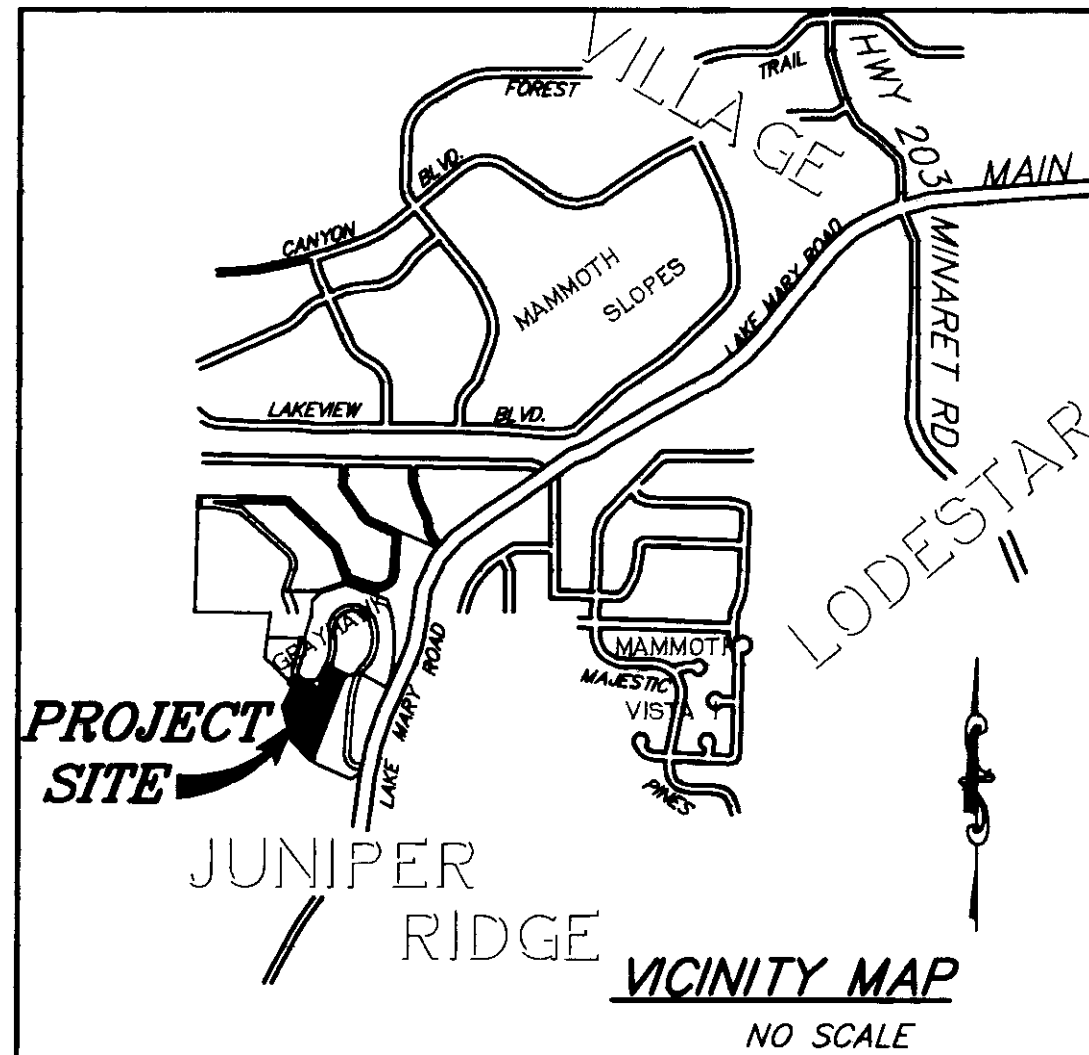 VILLAGE
FOREST
TRAIL
HWY 203
MAIN
BLVD.
CANYON
MAMMOTH
SLOPES
LAKE MARY ROAD
MINARET RD
LAKEVIEW
BLVD.
LODESTAR
GRAYHAWK
MAMMOTH
MAJESTIC
VISTA 1
PINES
LAKE MARY ROAD
PROJECT
SITE
JUNIPER
RIDGE
VICINITY MAP
NO SCALE